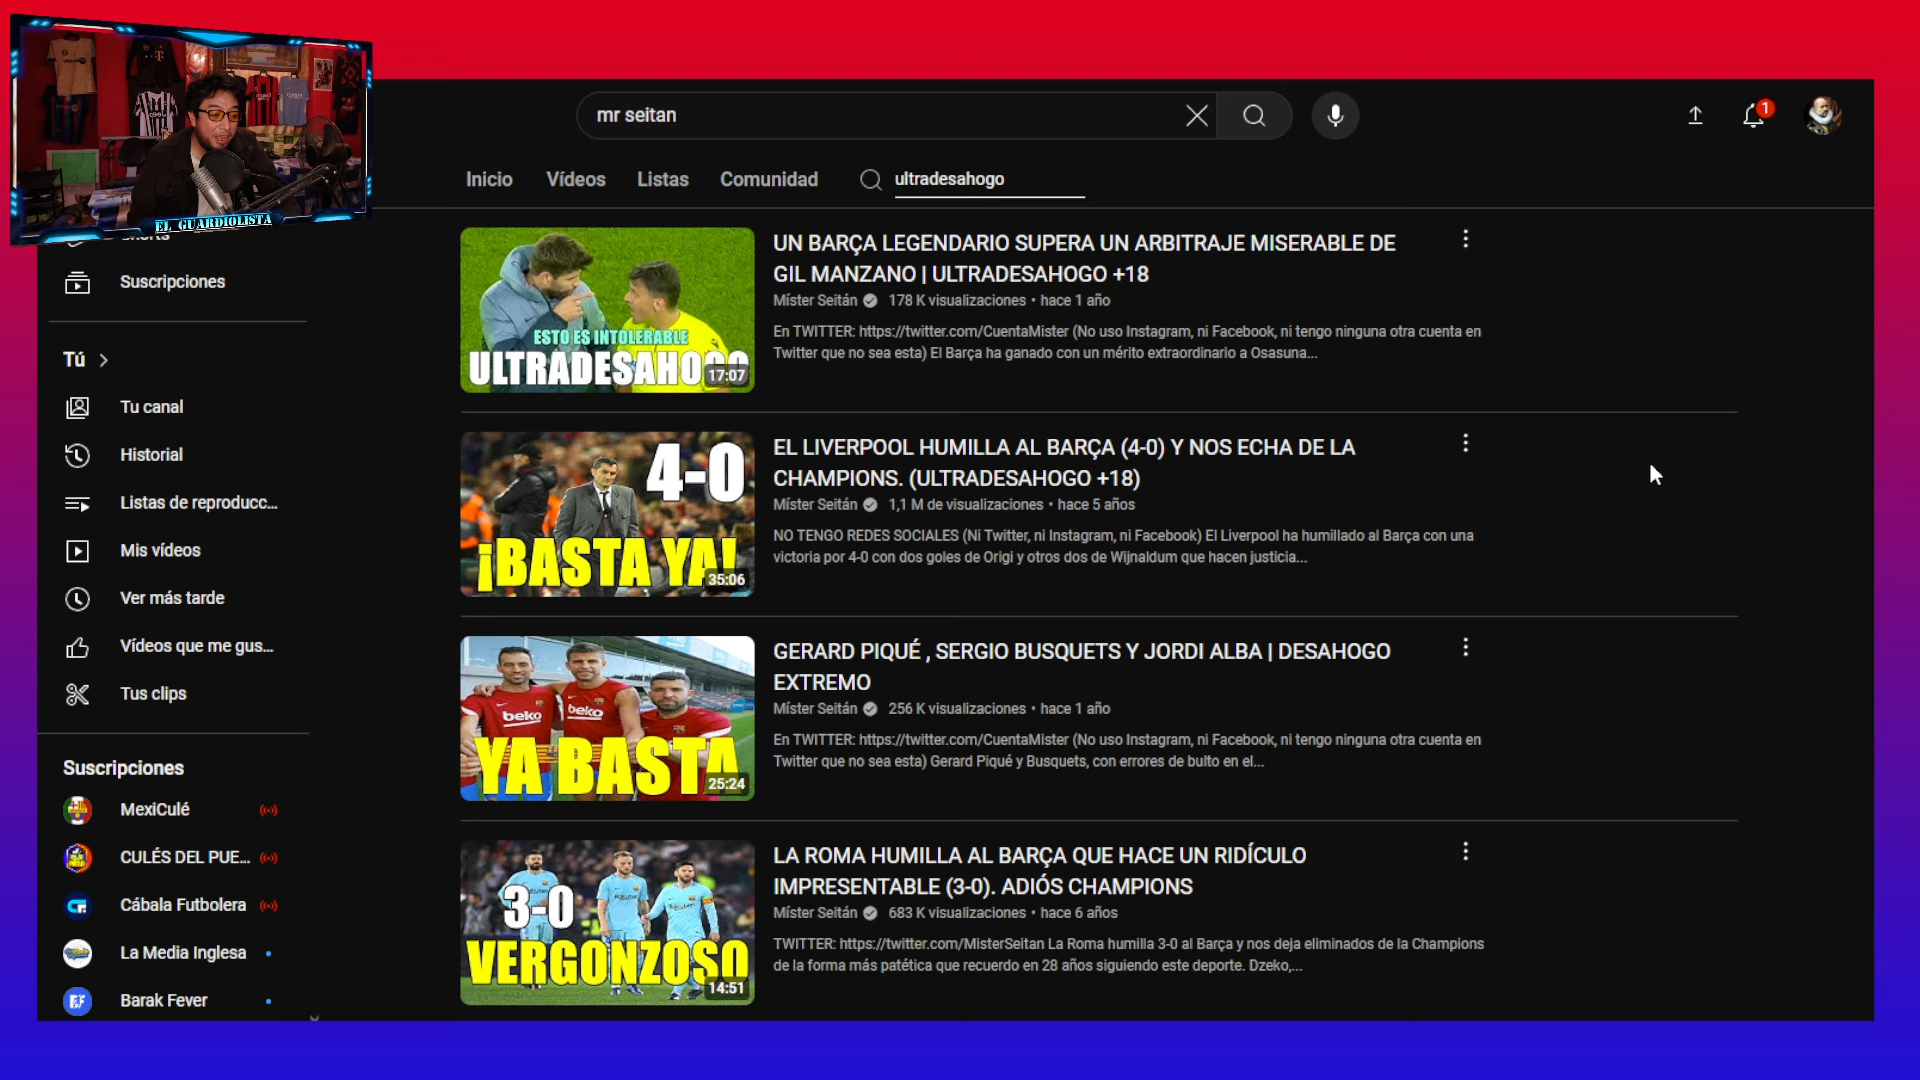 EL GUARDIOLISTA
mr seitan
1
Inicio
Vídeos
Listas
Comunidad
ultradesahogo
Shorts
Suscripciones
Tú
Tu canal
Historial
Listas de reproducc...
Mis vídeos
Ver más tarde
Vídeos que me gus...
Tus clips
Suscripciones
MexiCulé
CULÉS DEL PUE...
Cábala Futbolera
La Media Inglesa
Barak Fever
ESTO ES INTOLERABLE
ULTRADESAHOGO
17:07
UN BARÇA LEGENDARIO SUPERA UN ARBITRAJE MISERABLE DE
GIL MANZANO | ULTRADESAHOGO +18
Míster Seitán 178 K visualizaciones • hace 1 año
En TWITTER: https://twitter.com/CuentaMister (No uso Instagram, ni Facebook, ni tengo ninguna otra cuenta en
Twitter que no sea esta) El Barça ha ganado con un mérito extraordinario a Osasuna...
4-0
¡BASTA YA!
35:06
EL LIVERPOOL HUMILLA AL BARÇA (4-0) Y NOS ECHA DE LA
CHAMPIONS. (ULTRADESAHOGO +18)
Míster Seitán 1,1 M de visualizaciones • hace 5 años
NO TENGO REDES SOCIALES (Ni Twitter, ni Instagram, ni Facebook) El Liverpool ha humillado al Barça con una
victoria por 4-0 con dos goles de Origi y otros dos de Wijnaldum que hacen justicia...
beko
beko
YA BASTA
25:24
GERARD PIQUÉ , SERGIO BUSQUETS Y JORDI ALBA | DESAHOGO
EXTREMO
Míster Seitán 256 K visualizaciones • hace 1 año
En TWITTER: https://twitter.com/CuentaMister (No uso Instagram, ni Facebook, ni tengo ninguna otra cuenta en
Twitter que no sea esta) Gerard Piqué y Busquets, con errores de bulto en el...
3-0
VERGONZOSO
14:51
LA ROMA HUMILLA AL BARÇA QUE HACE UN RIDÍCULO
IMPRESENTABLE (3-0). ADIÓS CHAMPIONS
Míster Seitán 683 K visualizaciones • hace 6 años
TWITTER: https://twitter.com/MisterSeitan La Roma humilla 3-0 al Barça y nos deja eliminados de la Champions
de la forma más patética que recuerdo en 28 años siguiendo este deporte. Dzeko,...